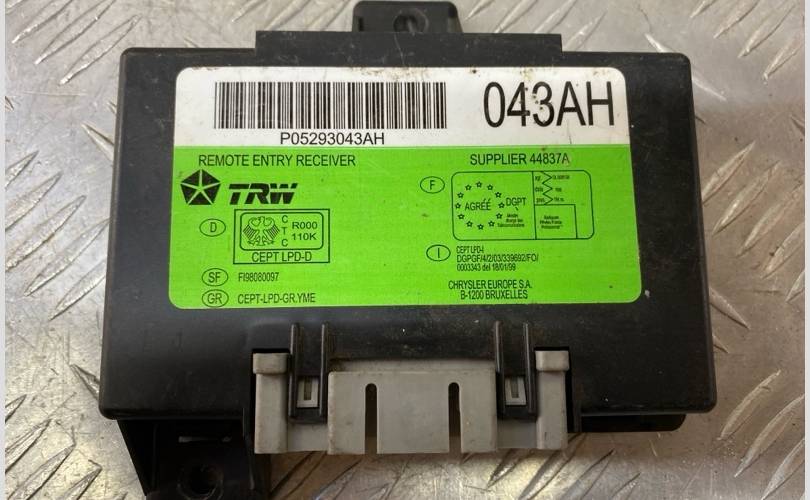 043AH
P05293043AH
REMOTE ENTRY RECEIVER
SUPPLIER 44837A
TRW
F
AGRÉÉ DGPT
D
C
T
C
R000
110K
CEPT LPD-D
I
CEPT LPD-I
DGPGF/4/2/03/339692/FO/
0003343 del 18/01/99
SF FI98080097
GR CEPT-LPD-GR.YME
CHRYSLER EUROPE S.A.
B-1200 BRUXELLES